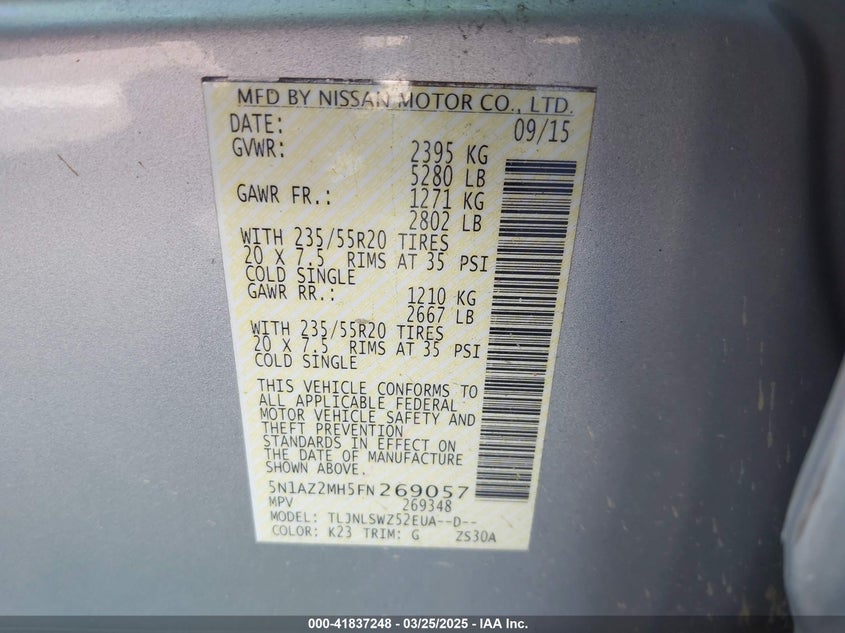 MFD BY NISSAN MOTOR CO., LTD.
DATE: 09/15
GVWR: 2395 KG
5280 LB
GAWR FR.: 1271 KG
2802 LB
WITH 235/55R20 TIRES
20 X 7.5 RIMS AT 35 PSI
COLD SINGLE
GAWR RR.: 1210 KG
2667 LB
WITH 235/55R20 TIRES
20 X 7.5 RIMS AT 35 PSI
COLD SINGLE
THIS VEHICLE CONFORMS TO
ALL APPLICABLE FEDERAL
MOTOR VEHICLE SAFETY AND
THEFT PREVENTION
STANDARDS IN EFFECT ON
THE DATE OF MANUFACTURE
SHOWN ABOVE.
5N1AZ2MH5FN269057
MPV 269348
MODEL: TLJNLSWZ52EUA--D--
COLOR: K23 TRIM: G ZS30A
000-41837248 - 03/25/2025 - IAA Inc.